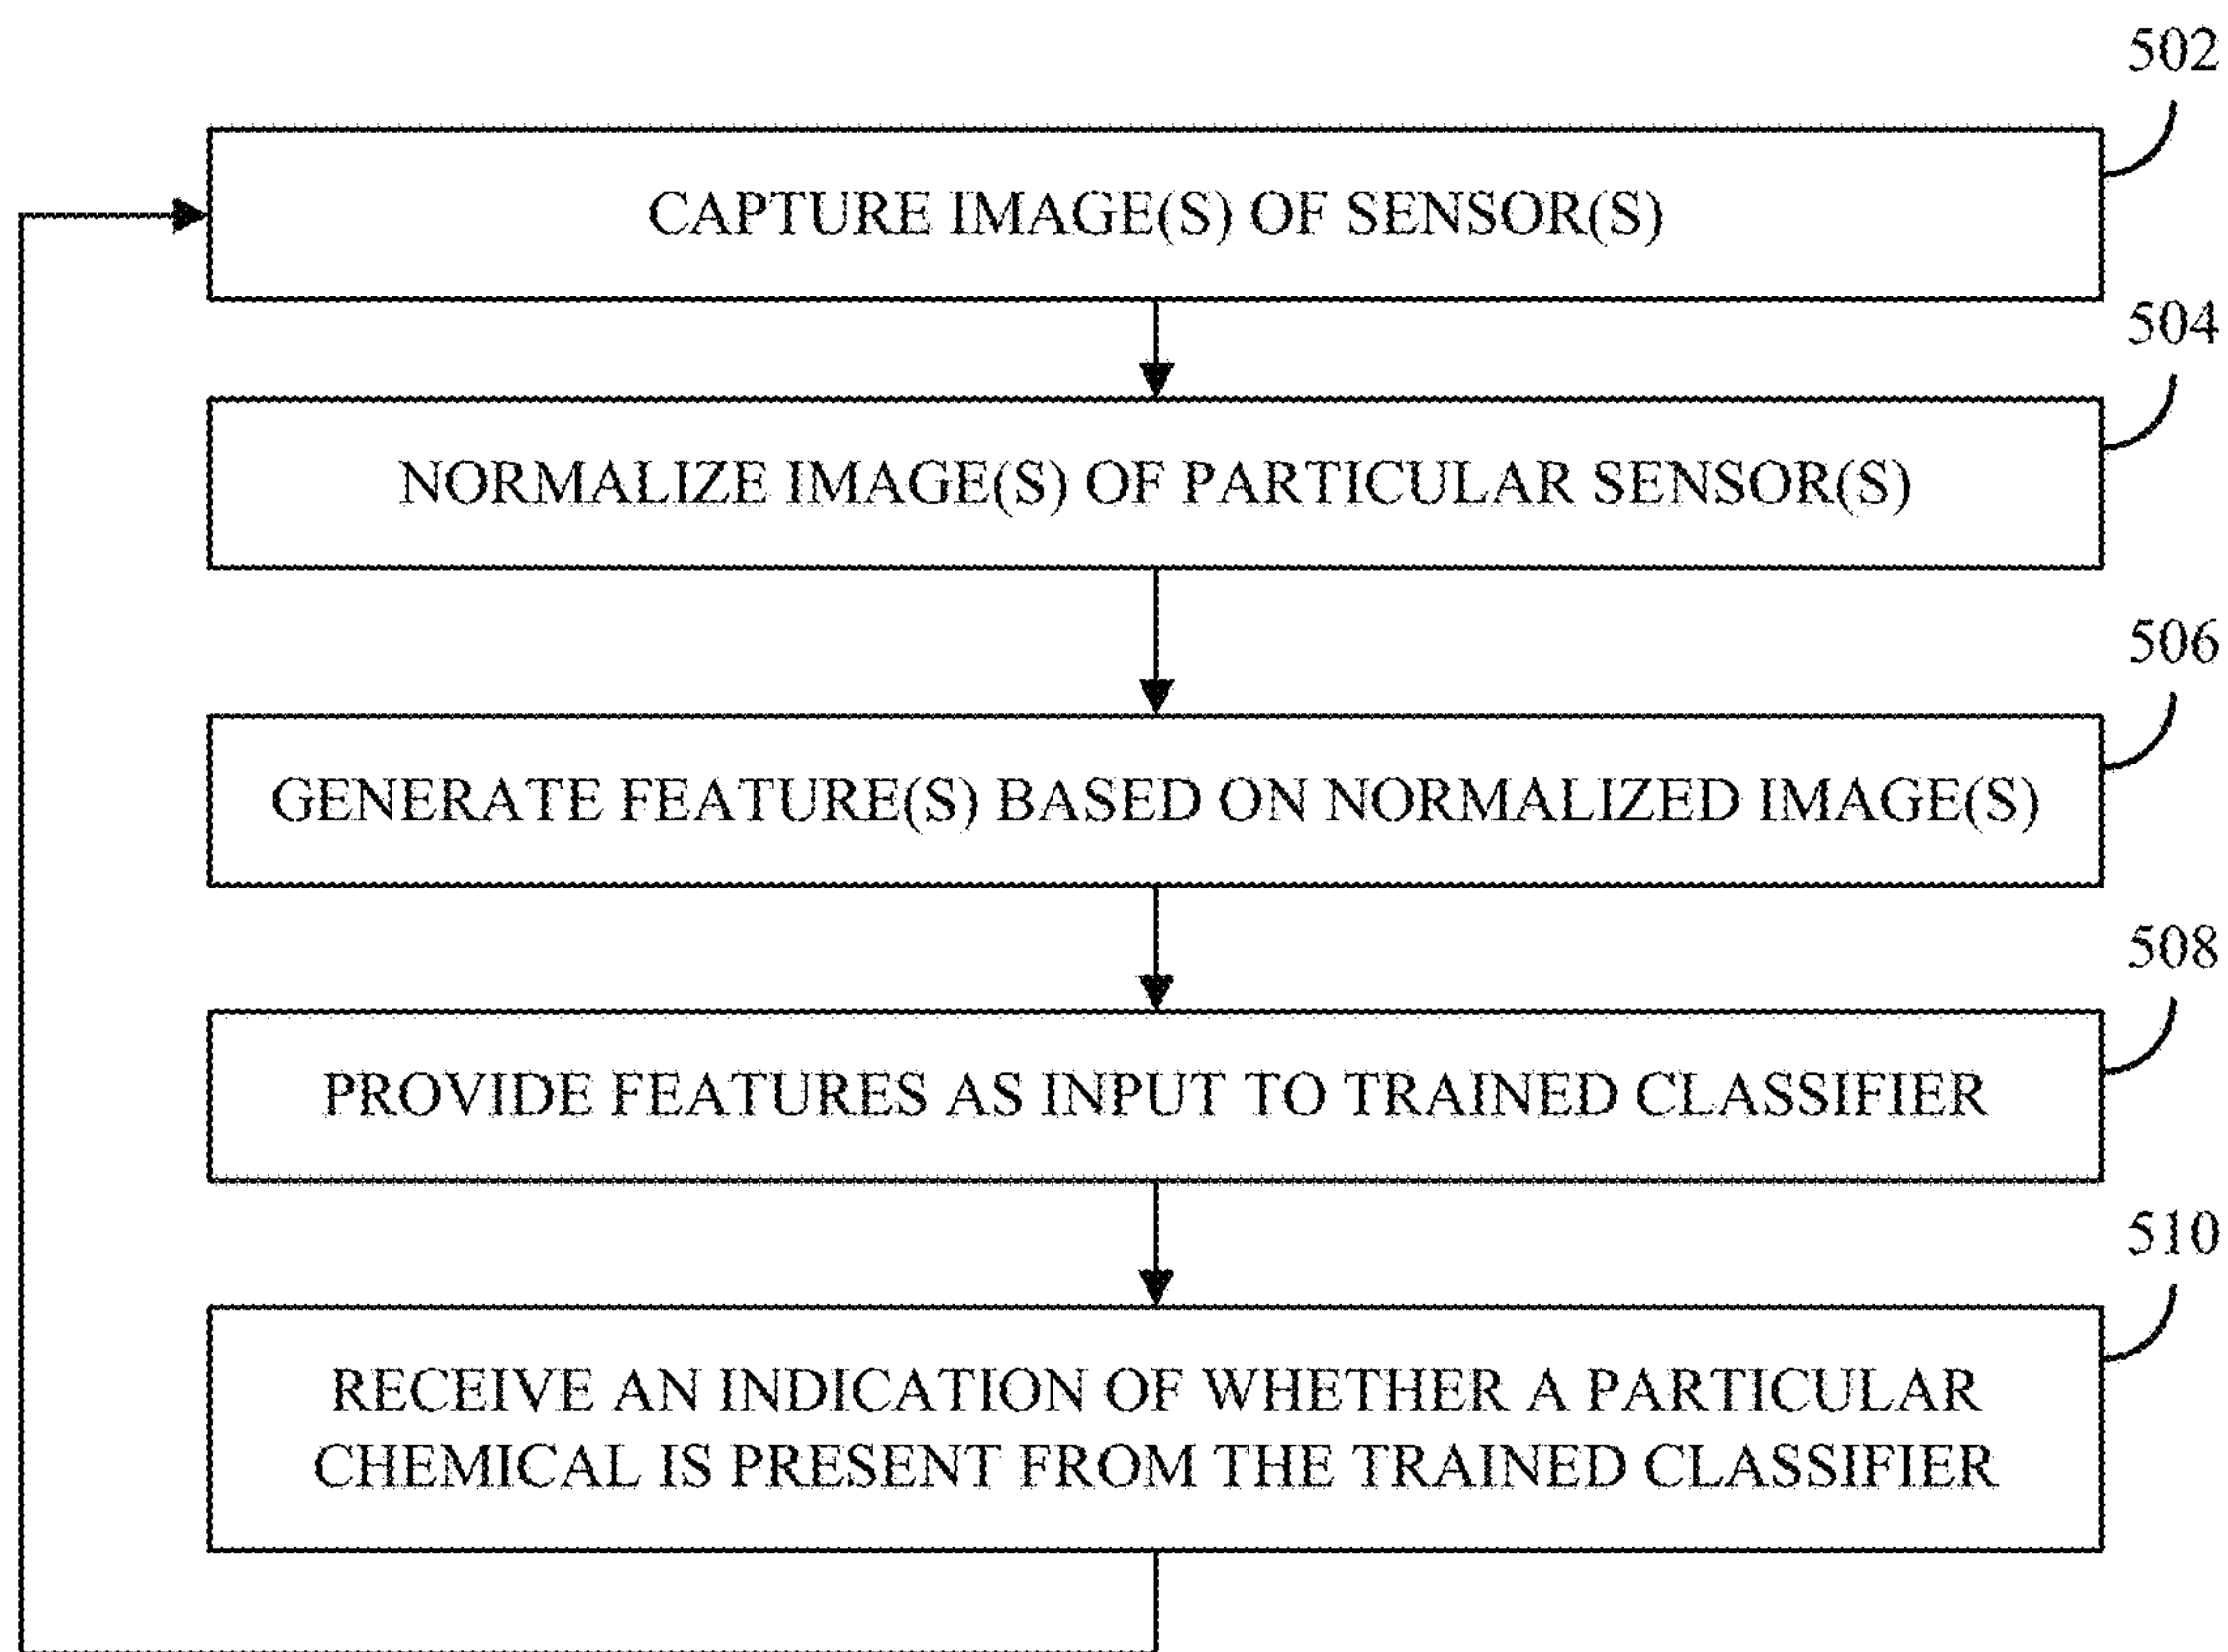 502
CAPTURE IMAGE(S) OF SENSOR(S)
504
NORMALIZE IMAGE(S) OF PARTICULAR SENSOR(S)
506
GENERATE FEATURE(S) BASED ON NORMALIZED IMAGE(S)
508
PROVIDE FEATURES AS INPUT TO TRAINED CLASSIFIER
510
RECEIVE AN INDICATION OF WHETHER A PARTICULAR
CHEMICAL IS PRESENT FROM THE TRAINED CLASSIFIER